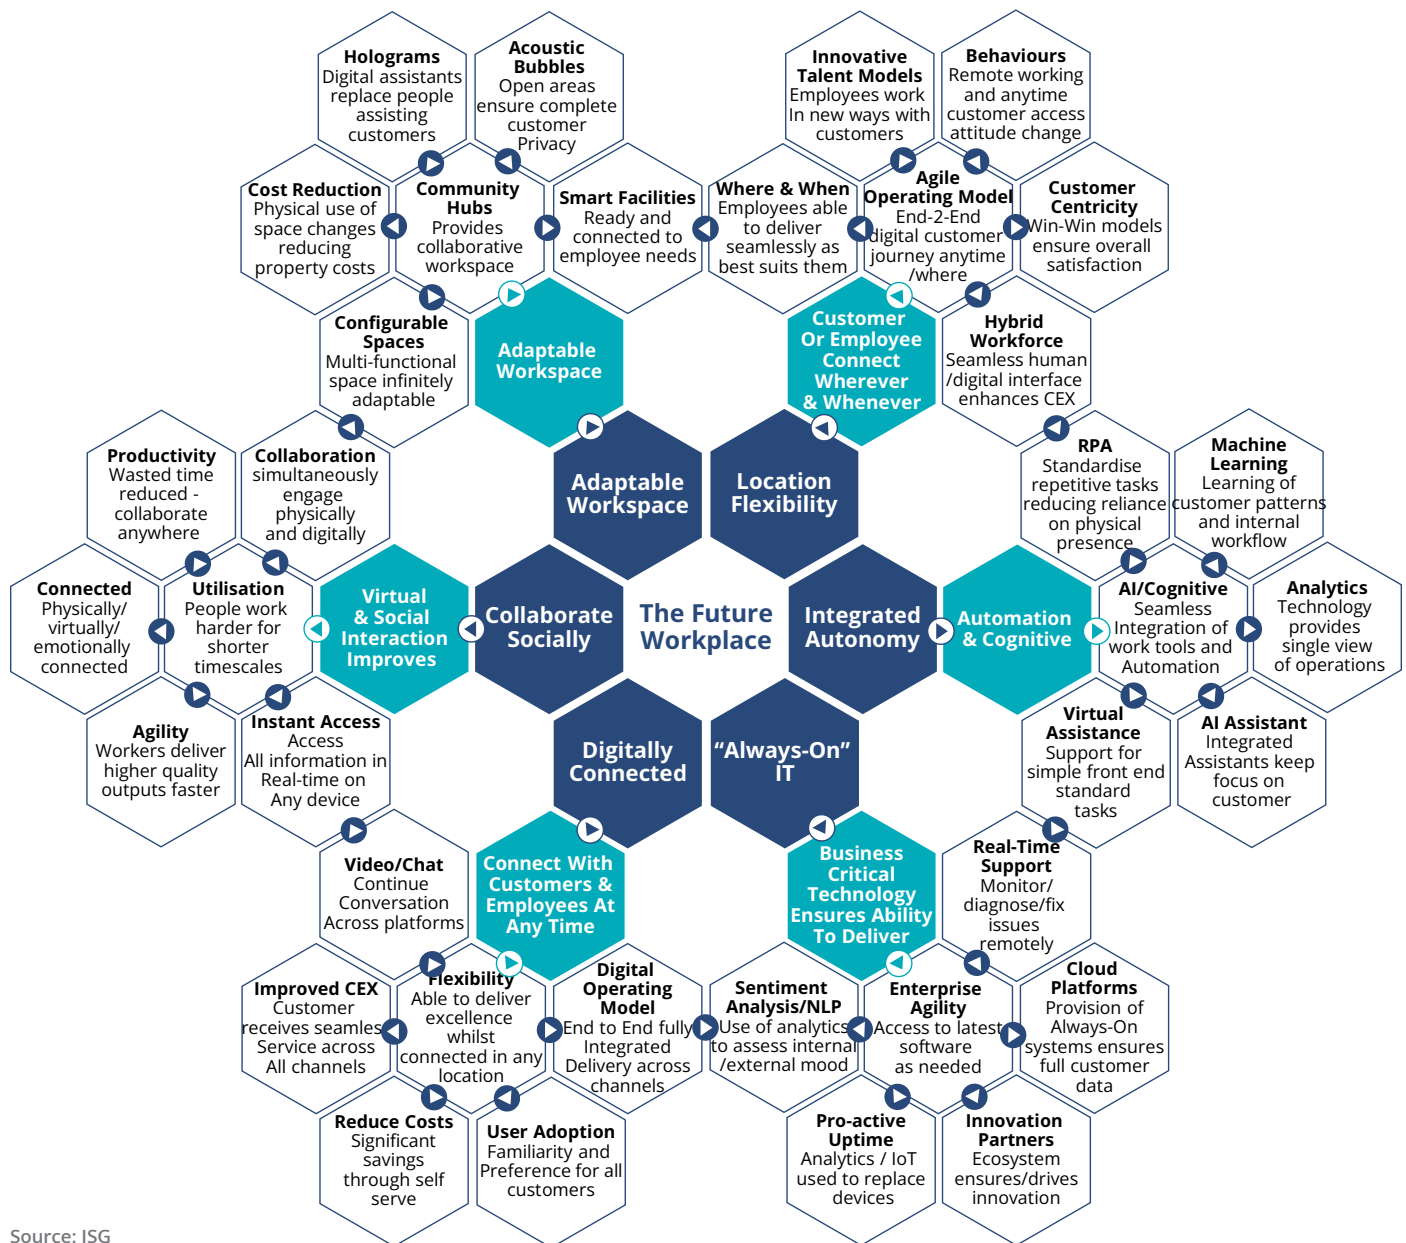 Holograms
Digital assistants
replace people
assisting
customers
Acoustic
Bubbles
Open areas
ensure complete
customer
Privacy
Innovative
Talent Models
Employees work
In new ways with
customers
Behaviours
Remote working
and anytime
customer access
attitude change
Cost Reduction
Physical use of
space changes
reducing
property costs
Community
Hubs
Provides
collaborative
workspace
Smart Facilities
Ready and
connected to
employee needs
Where & When
Employees able
to deliver
seamlessly as
best suits them
Agile
Operating Model
End-2-End
digital customer
journey anytime
/where
Customer
Centricity
Win-Win models
ensure overall
satisfaction
Configurable
Spaces
Multi-functional
space infinitely
adaptable
Adaptable
Workspace
Customer
Or Employee
Connect
Wherever
& Whenever
Hybrid
Workforce
Seamless human
/digital interface
enhances CEX
Productivity
Wasted time
reduced -
collaborate
anywhere
Collaboration
simultaneously
engage
physically
and digitally
Adaptable
Workspace
Location
Flexibility
RPA
Standardise
repetitive tasks
reducing reliance
on physical
presence
Machine
Learning
Learning of
customer patterns
and internal
workflow
Connected
Physically/
virtually/
emotionally
connected
Utilisation
People work
harder for
shorter
timescales
Virtual
& Social
Interaction
Improves
Collaborate
Socially
The Future
Workplace
Integrated
Autonomy
Automation
& Cognitive
AI/Cognitive
Seamless
Integration of
work tools and
Automation
Analytics
Technology
provides
single view
of operations
Agility
Workers deliver
higher quality
outputs faster
Instant Access
Access
All information in
Real-time on
Any device
Digitally
Connected
“Always-On”
IT
Virtual
Assistance
Support for
simple front end
standard
tasks
AI Assistant
Integrated
Assistants keep
focus on
customer
Video/Chat
Continue
Conversation
Across platforms
Connect With
Customers &
Employees At
Any Time
Business
Critical
Technology
Ensures Ability
To Deliver
Real-Time
Support
Monitor/
diagnose/fix
issues
remotely
Improved CEX
Customer
receives seamles
Service across
All channels
Flexibility
Able to deliver
excellence
whilst
connected in any
location
Digital
Operating
Model
End to End fully
Integrated
Delivery across
channels
Sentiment
Analysis/NLP
Use of analytics
to assess internal
/external mood
Enterprise
Agility
Access to latest
software
as needed
Cloud
Platforms
Provision of
Always-On
systems ensures
full customer
data
Reduce Costs
Significant
savings
through self
serve
User Adoption
Familiarity and
Preference for all
customers
Pro-active
Uptime
Analytics / IoT
used to replace
devices
Innovation
Partners
Ecosystem
ensures/drives
innovation
Source: ISG